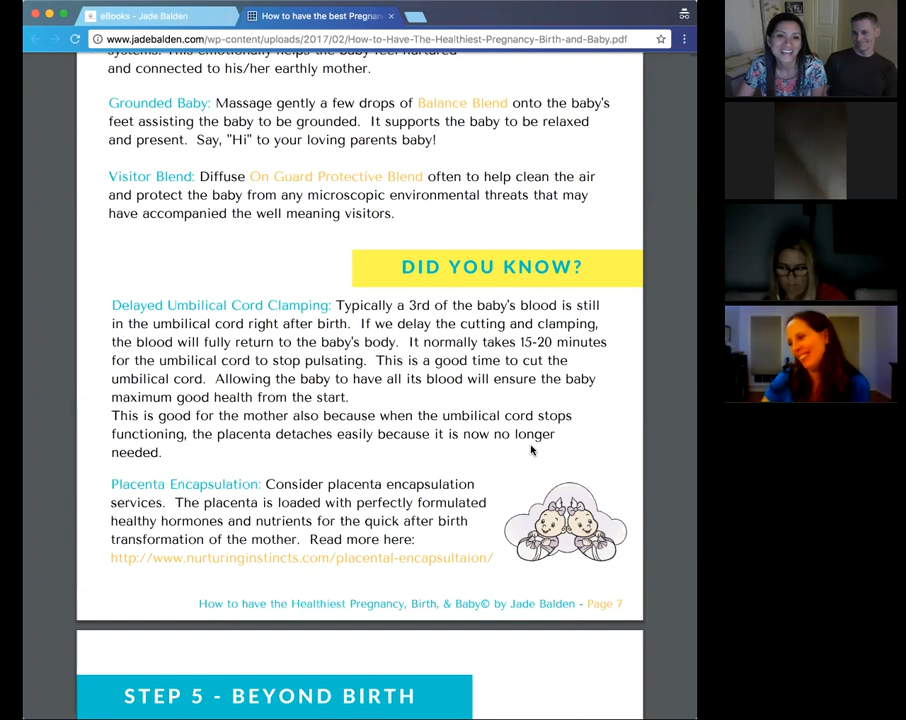 eBooks - Jade Balden
How to have the best Pregnan
www.jadebalden.com/wp-content/uploads/2017/02/How-to-Have-The-Healthiest-Pregnancy-Birth-and-Baby.pdf
systems. This emotionally helps the baby feel nurtured
and connected to his/her earthly mother.
Grounded Baby: Massage gently a few drops of Balance Blend onto the baby's
feet assisting the baby to be grounded. It supports the baby to be relaxed
and present. Say, "Hi" to your loving parents baby!
Visitor Blend: Diffuse On Guard Protective Blend often to help clean the air
and protect the baby from any microscopic environmental threats that may
have accompanied the well meaning visitors.
DID YOU KNOW?
Delayed Umbilical Cord Clamping: Typically a 3rd of the baby's blood is still
in the umbilical cord right after birth. If we delay the cutting and clamping,
the blood will fully return to the baby's body. It normally takes 15-20 minutes
for the umbilical cord to stop pulsating. This is a good time to cut the
umbilical cord. Allowing the baby to have all its blood will ensure the baby
maximum good health from the start.
This is good for the mother also because when the umbilical cord stops
functioning, the placenta detaches easily because it is now no longer
needed.
Placenta Encapsulation: Consider placenta encapsulation
services. The placenta is loaded with perfectly formulated
healthy hormones and nutrients for the quick after birth
transformation of the mother. Read more here:
http://www.nurturinginstincts.com/placental-encapsultaion/
How to have the Healthiest Pregnancy, Birth, & Baby© by Jade Balden - Page 7
STEP 5 - BEYOND BIRTH